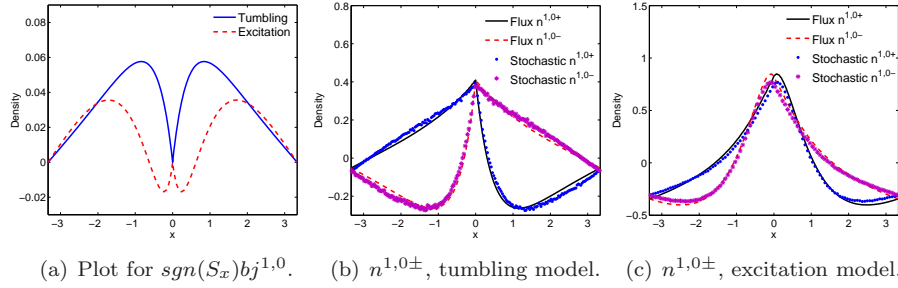 Tumbling
Excitation
0.08
0.06
0.04
0.02
0
−0.02
Density
−3 −2 −1 0 1 2 3
x
(a) Plot for sgn(S_x)bj^{1,0}.
Flux n^{1,0+}
Flux n^{1,0−}
Stochastic n^{1,0+}
Stochastic n^{1,0−}
0.8
0.6
0.4
0.2
0
−0.2
Density
−3 −2 −1 0 1 2 3
x
(b) n^{1,0±}, tumbling model.
Flux n^{1,0+}
Flux n^{1,0−}
Stochastic n^{1,0+}
Stochastic n^{1,0−}
1.5
1
0.5
0
−0.5
Density
−3 −2 −1 0 1 2 3
x
(c) n^{1,0±}, excitation model.